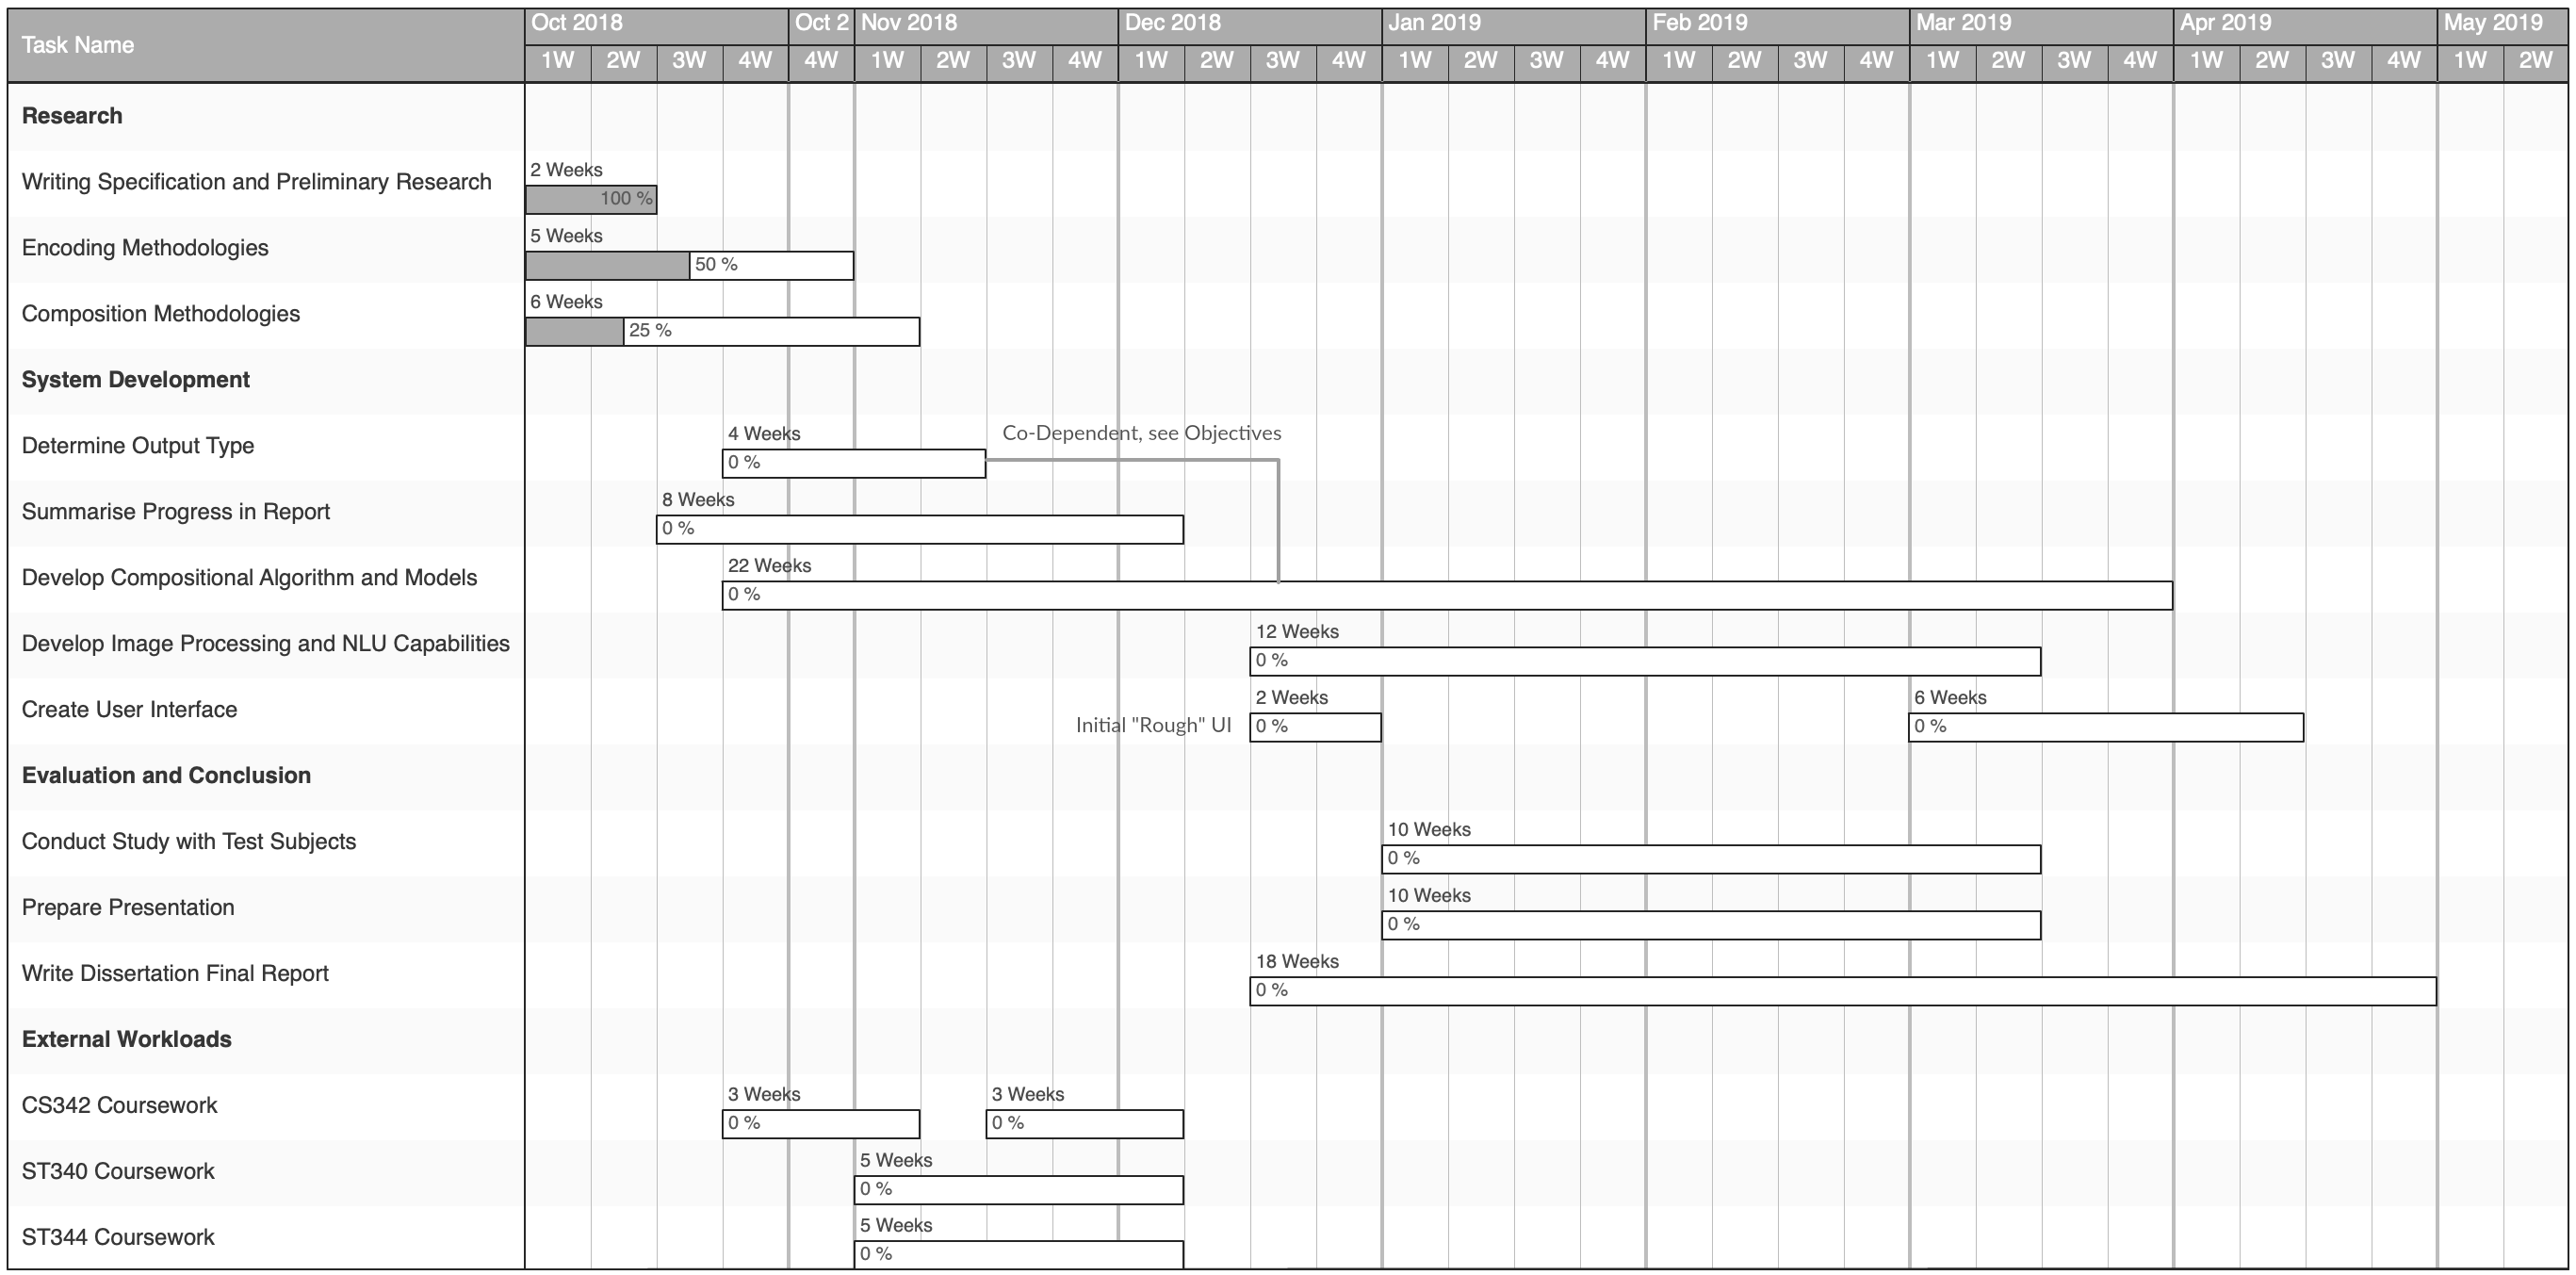 Task Name
Oct 2018 Oct 2 Nov 2018 Dec 2018 Jan 2019 Feb 2019 Mar 2019 Apr 2019 May 2019
1W 2W 3W 4W 4W 1W 2W 3W 4W 1W 2W 3W 4W 1W 2W 3W 4W 1W 2W 3W 4W 1W 2W 3W 4W 1W 2W 3W 4W 1W 2W
Research
2 Weeks
Writing Specification and Preliminary Research
100 %
5 Weeks
Encoding Methodologies
50 %
6 Weeks
Composition Methodologies
25 %
System Development
4 Weeks Co-Dependent, see Objectives
Determine Output Type
0 %
8 Weeks
Summarise Progress in Report
0 %
22 Weeks
Develop Compositional Algorithm and Models
0 %
12 Weeks
Develop Image Processing and NLU Capabilities
0 %
2 Weeks 6 Weeks
Create User Interface
Initial "Rough" UI 0 % 0 %
Evaluation and Conclusion
10 Weeks
Conduct Study with Test Subjects
0 %
10 Weeks
Prepare Presentation
0 %
18 Weeks
Write Dissertation Final Report
0 %
External Workloads
3 Weeks 3 Weeks
CS342 Coursework
0 % 0 %
5 Weeks
ST340 Coursework
0 %
5 Weeks
ST344 Coursework
0 %